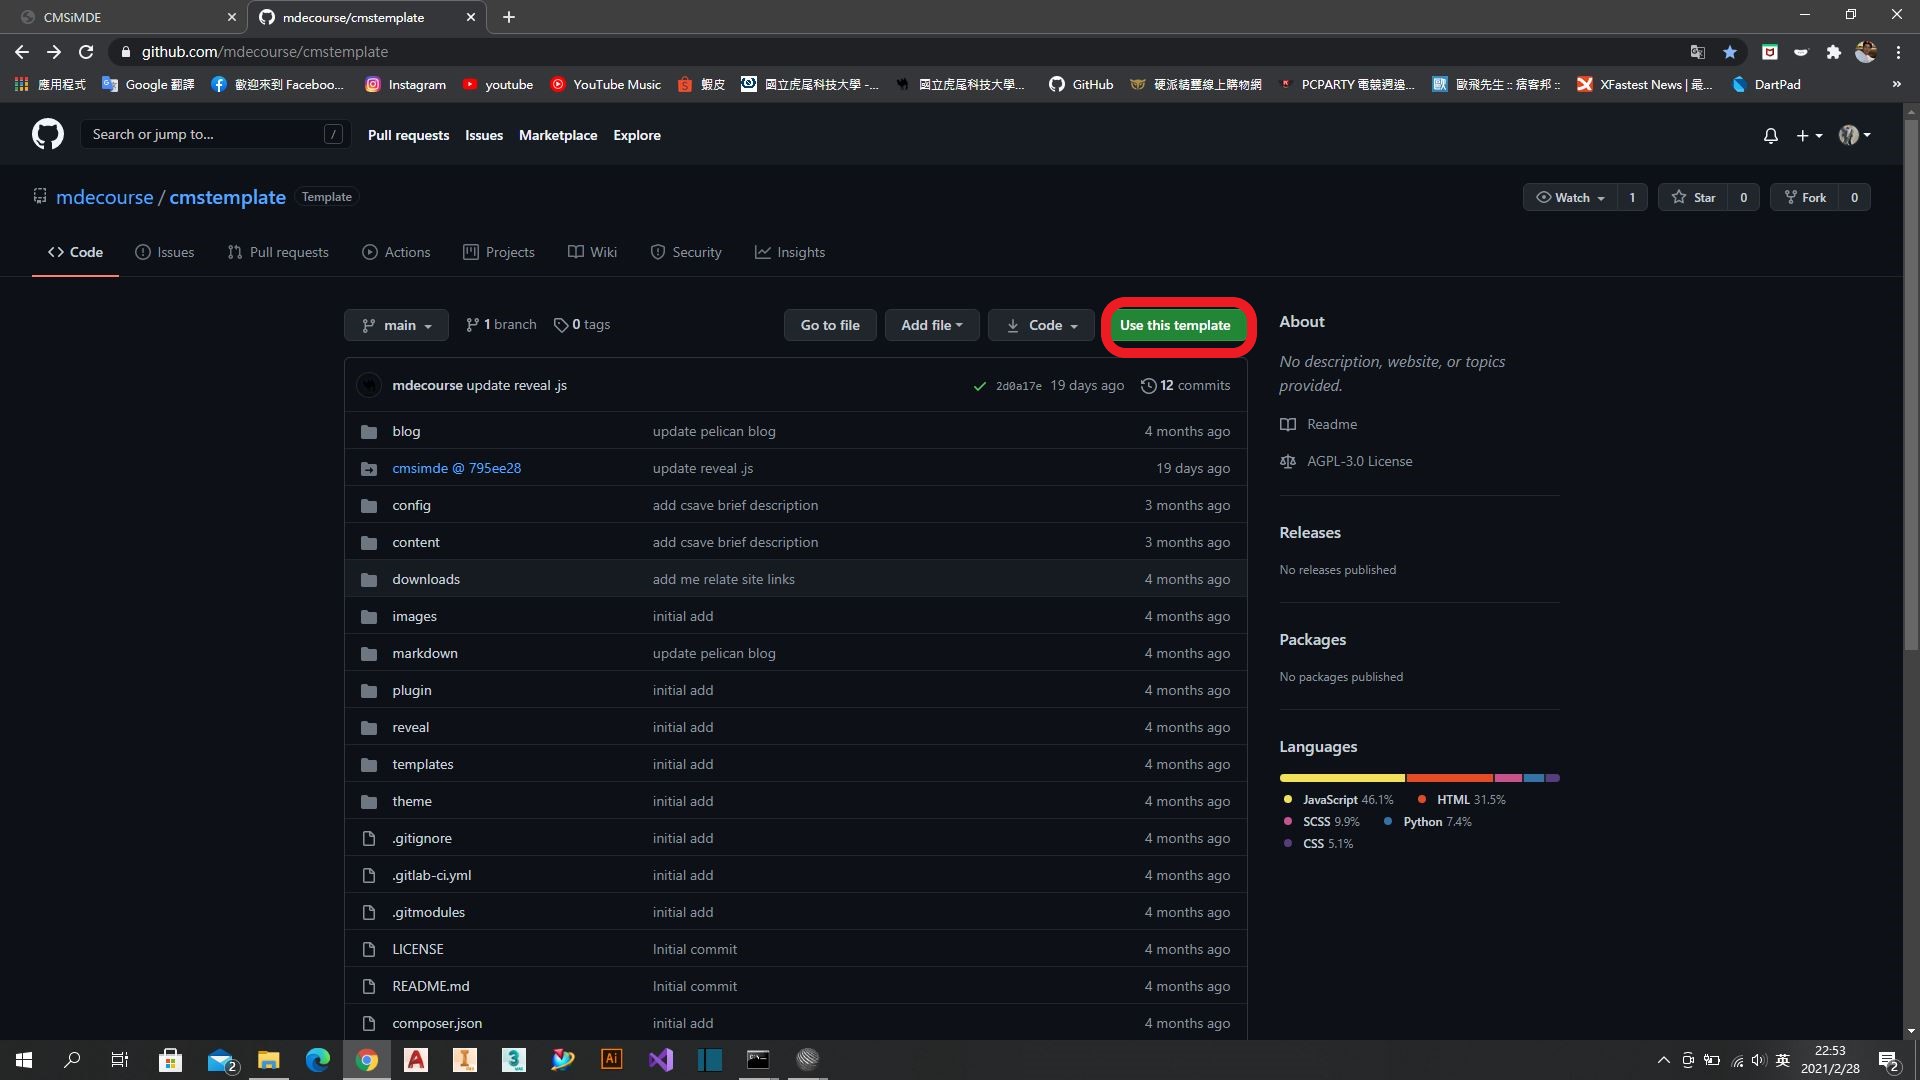 CMSiMDE
mdecourse/cmstemplate
github.com/mdecourse/cmstemplate
應用程式 Google 翻譯 歡迎來到 Faceboo... Instagram youtube YouTube Music 蝦皮 國立虎尾科技大學 -... 國立虎尾科技大學... GitHub 硬派精璽線上購物網 PCPARTY 電競週邊... 歐飛先生 :: 痞客邦 :: XFastest News | 最... DartPad »
Search or jump to... / Pull requests Issues Marketplace Explore
mdecourse / cmstemplate Template Watch 1 Star 0 Fork 0
Code Issues Pull requests Actions Projects Wiki Security Insights
main 1 branch 0 tags Go to file Add file Code Use this template
mdecourse update reveal .js 2d0a17e 19 days ago 12 commits
blog update pelican blog 4 months ago
cmsimde @ 795ee28 update reveal .js 19 days ago
config add csave brief description 3 months ago
content add csave brief description 3 months ago
downloads add me relate site links 4 months ago
images initial add 4 months ago
markdown update pelican blog 4 months ago
plugin initial add 4 months ago
reveal initial add 4 months ago
templates initial add 4 months ago
theme initial add 4 months ago
.gitignore initial add 4 months ago
.gitlab-ci.yml initial add 4 months ago
.gitmodules initial add 4 months ago
LICENSE Initial commit 4 months ago
README.md Initial commit 4 months ago
composer.json initial add 4 months ago
About
No description, website, or topics
provided.
Readme
AGPL-3.0 License
Releases
No releases published
Packages
No packages published
Languages
JavaScript 46.1% HTML 31.5%
SCSS 9.9% Python 7.4%
CSS 5.1%
2 A I 3 Ai 英 22:53 2
2021/2/28